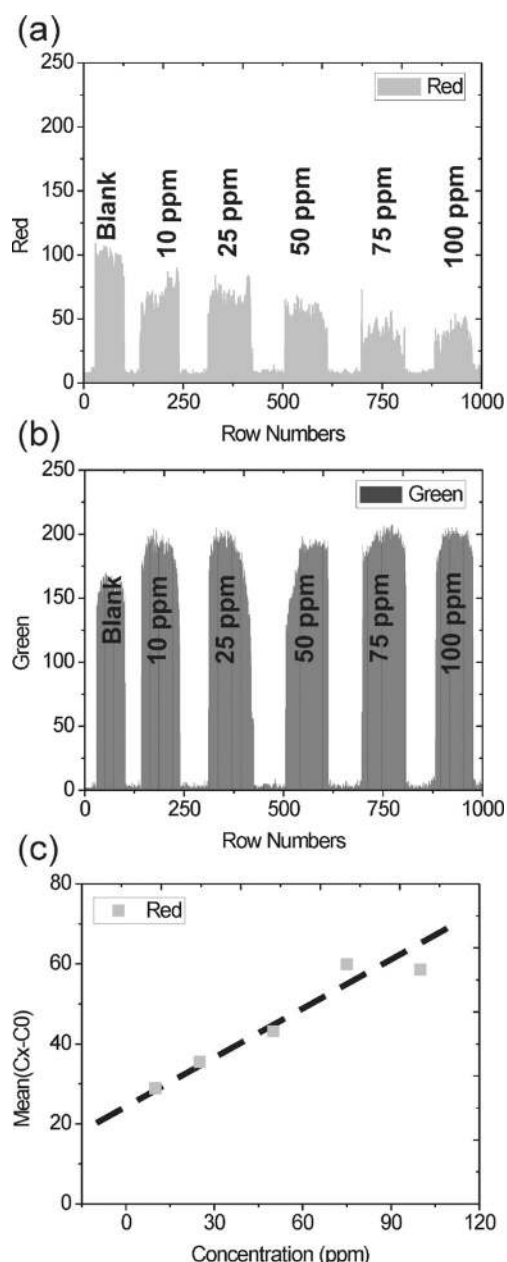 (a)
250
200
150
100
50
0
Red
Red
Blank
10 ppm
25 ppm
50 ppm
75 ppm
100 ppm
0
250
500
750
1000
Row Numbers
(b)
250
200
150
100
50
0
Green
Green
Blank
10 ppm
25 ppm
50 ppm
75 ppm
100 ppm
0
250
500
750
1000
Row Numbers
(c)
80
60
40
20
0
Mean(Cx-C0)
Red
0
30
60
90
120
Concentration (ppm)